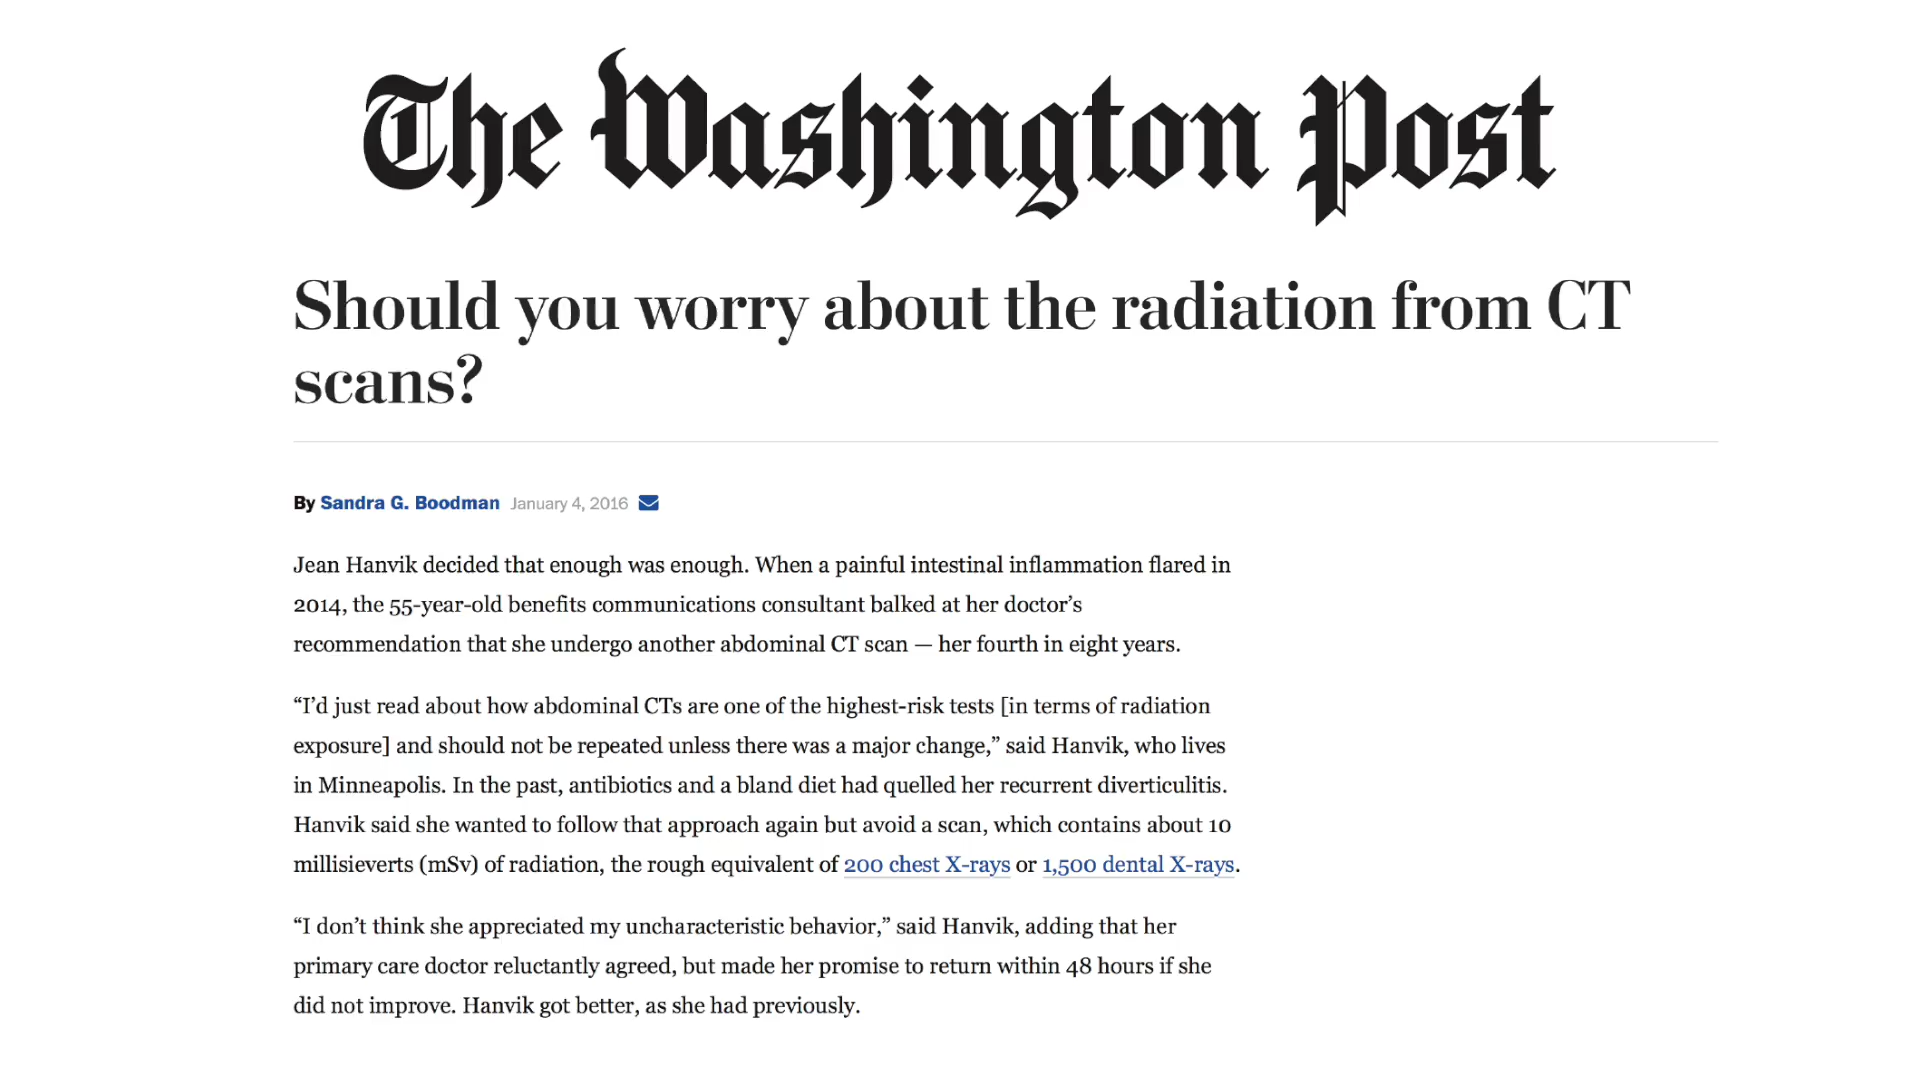 The Washington Post
Should you worry about the radiation from CT
scans?
By Sandra G. Boodman January 4, 2016
Jean Hanvik decided that enough was enough. When a painful intestinal inflammation flared in
2014, the 55-year-old benefits communications consultant balked at her doctor’s
recommendation that she undergo another abdominal CT scan — her fourth in eight years.
“I’d just read about how abdominal CTs are one of the highest-risk tests [in terms of radiation
exposure] and should not be repeated unless there was a major change,” said Hanvik, who lives
in Minneapolis. In the past, antibiotics and a bland diet had quelled her recurrent diverticulitis.
Hanvik said she wanted to follow that approach again but avoid a scan, which contains about 10
millisieverts (mSv) of radiation, the rough equivalent of 200 chest X-rays or 1,500 dental X-rays.
“I don’t think she appreciated my uncharacteristic behavior,” said Hanvik, adding that her
primary care doctor reluctantly agreed, but made her promise to return within 48 hours if she
did not improve. Hanvik got better, as she had previously.